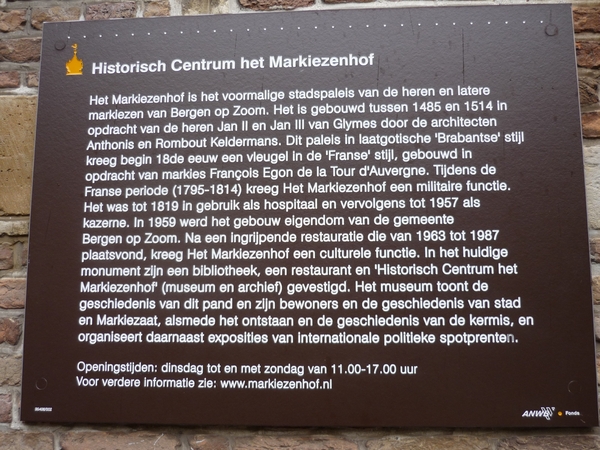 Historisch Centrum het Markiezenhof
Het Markiezenhof is het voormalige stadspaleis van de heren en latere
markiezen van Bergen op Zoom. Het is gebouwd tussen 1485 en 1514 in
opdracht van de heren Jan II en Jan III van Glymes door de architecten
Anthonis en Rombout Keldermans. Dit paleis in laatgotische 'Brabantse' stijl
kreeg begin 18de eeuw een vleugel in de 'Franse' stijl, gebouwd in
opdracht van markies François Egon de la Tour d'Auvergne. Tijdens de
Franse periode (1795-1814) kreeg Het Markiezenhof een militaire functie.
Het was tot 1819 in gebruik als hospitaal en vervolgens tot 1957 als
kazerne. In 1959 werd het gebouw eigendom van de gemeente
Bergen op Zoom. Na een ingrijpende restauratie die van 1963 tot 1987
plaatsvond, kreeg Het Markiezenhof een culturele functie. In het huidige
monument zijn een bibliotheek, een restaurant en 'Historisch Centrum het
Markiezenhof' (museum en archief) gevestigd. Het museum toont de
geschiedenis van dit pand en zijn bewoners en de geschiedenis van stad
en Markiezaat, alsmede het ontstaan en de geschiedenis van de kermis, en
organiseert daarnaast exposities van internationale politieke spotprenten.
Openingstijden: dinsdag tot en met zondag van 11.00-17.00 uur
Voor verdere informatie zie: www.markiezenhof.nl
ANWB Fonds